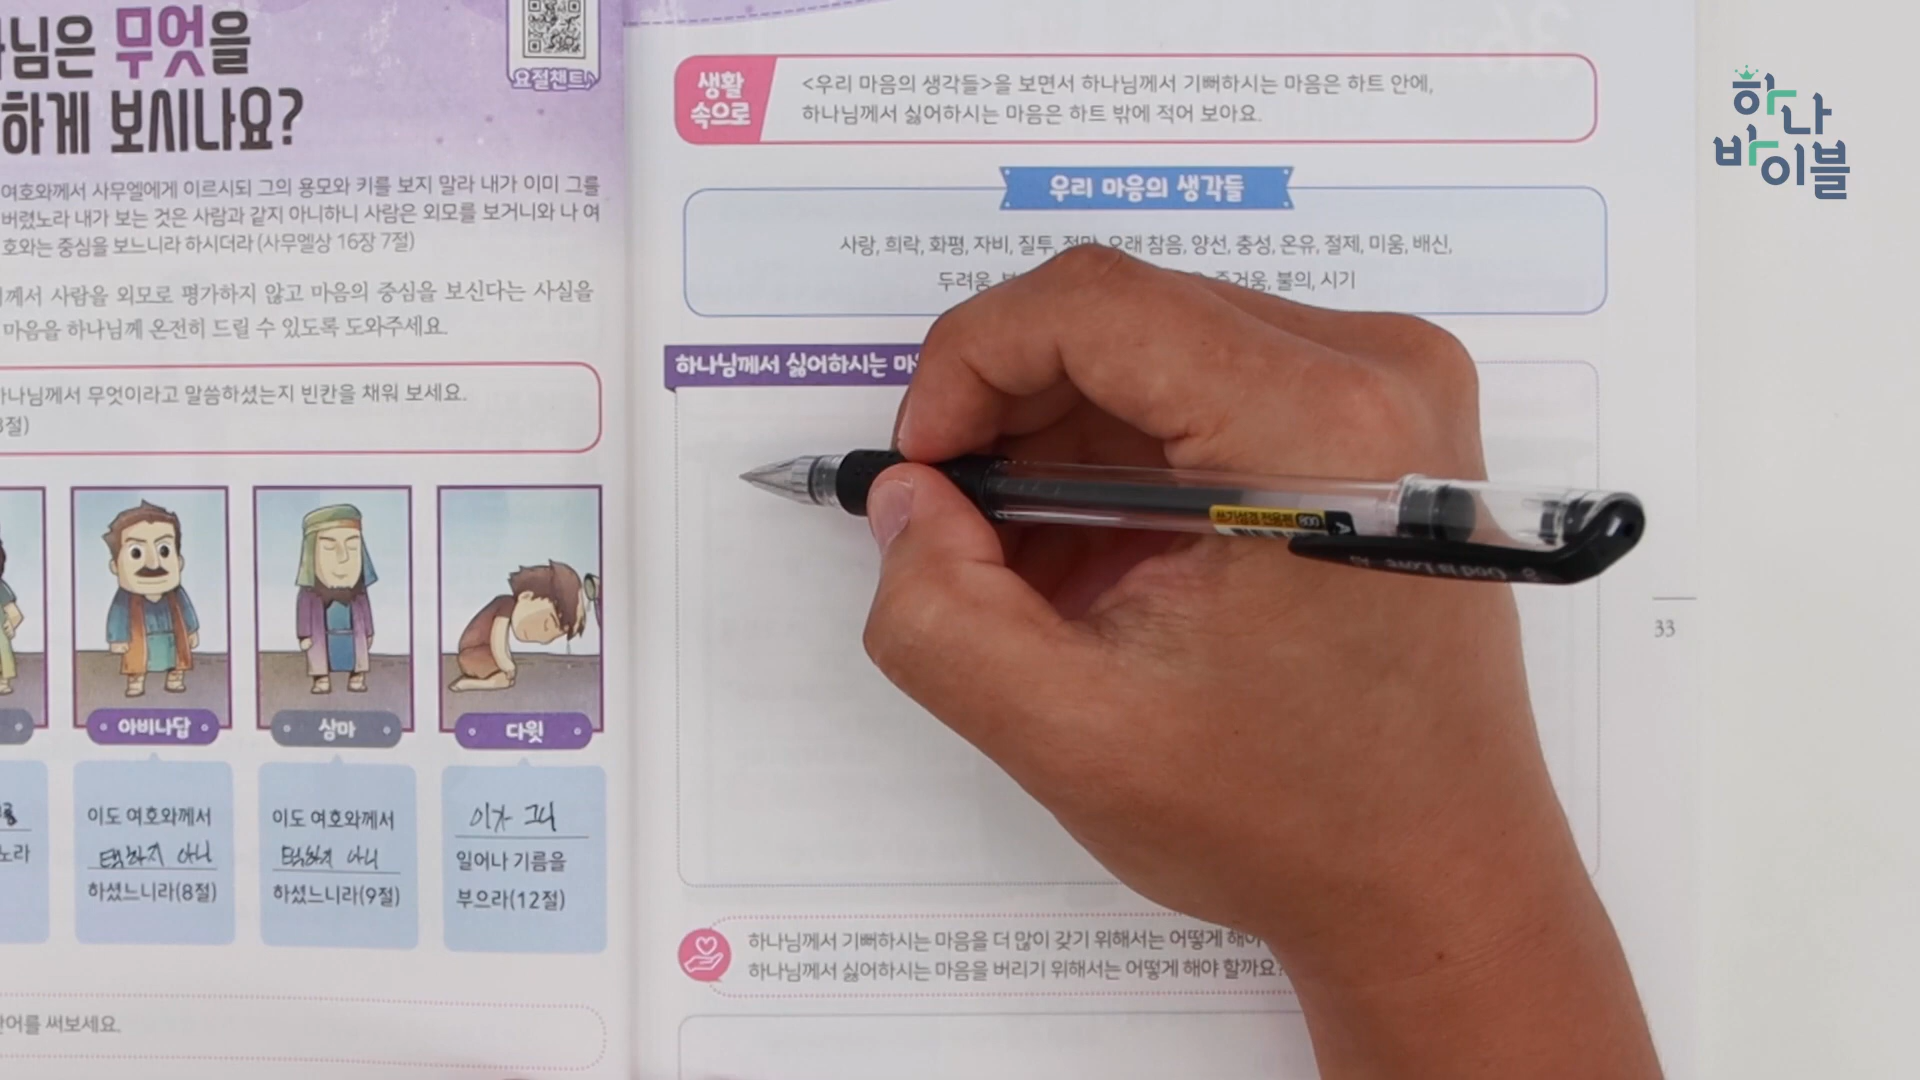 님은 무엇을
하게 보시나요?
요절챈트
여호와께서 사무엘에게 이르시되 그의 용모와 키를 보지 말라 내가 이미 그를
버렸노라 내가 보는 것은 사람과 같지 아니하니 사람은 외모를 보거니와 나 여
호와는 중심을 보느니라 하시더라 (사무엘상 16장 7절)
께서 사람을 외모로 평가하지 않고 마음의 중심을 보신다는 사실을
마음을 하나님께 온전히 드릴 수 있도록 도와주세요.
하나님께서 무엇이라고 말씀하셨는지 빈칸을 채워 보세요.
절)
아비나답
삼마
다윗
노라
이도 여호와께서
택하지 아니
하셨느니라(8절)
이도 여호와께서
택하지 아니
하셨느니라(9절)
이가 그니
일어나 기름을
부으라(12절)
단어를 써보세요.
생활
속으로
<우리 마음의 생각들>을 보면서 하나님께서 기뻐하시는 마음은 하트 안에,
하나님께서 싫어하시는 마음은 하트 밖에 적어 보아요.
우리 마음의 생각들
사랑, 희락, 화평, 자비, 질투, 오래 참음, 양선, 충성, 온유, 절제, 미움, 배신,
두려움, 즐거움, 불의, 시기
하나님께서 싫어하시는
쓰기성경 전용펜
하나님께서 기뻐하시는 마음을 더 많이 갖기 위해서는 어떻게 해야
하나님께서 싫어하시는 마음을 버리기 위해서는 어떻게 해야 할까요?
33
하나
바이블